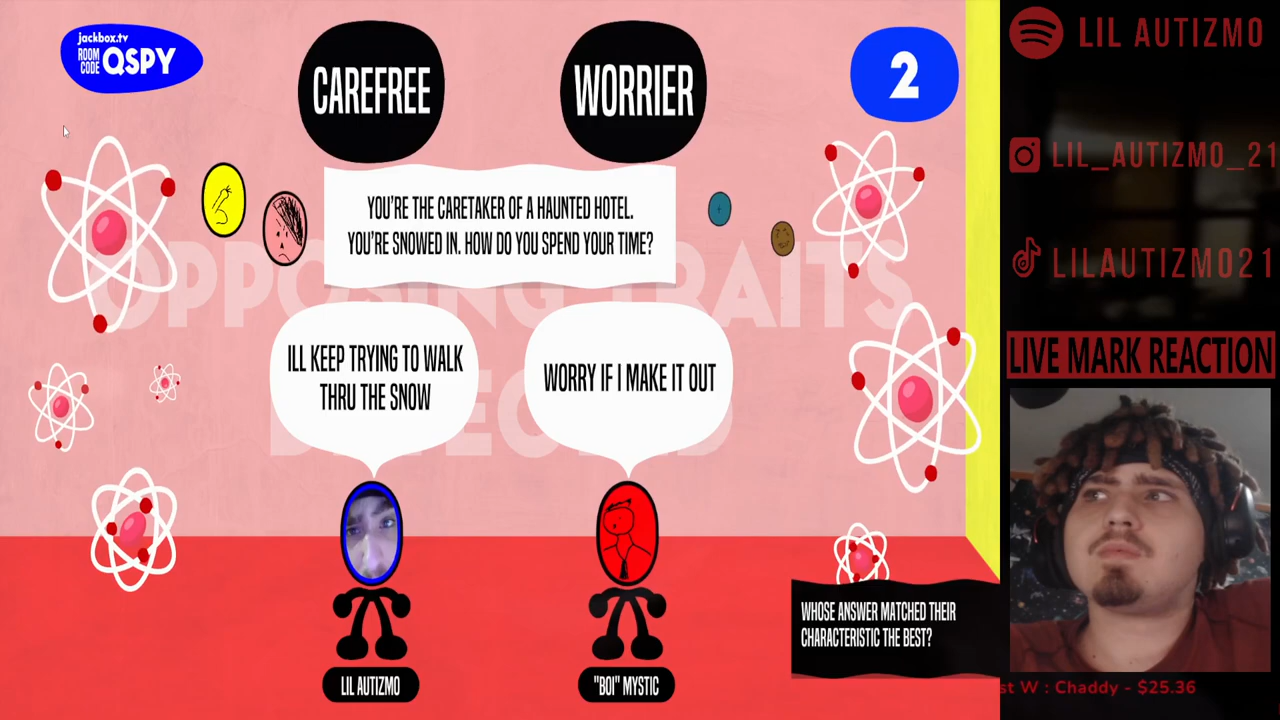 jackbox.tv
ROOM CODE QSPY
CAREFREE
WORRIER
2
YOU'RE THE CARETAKER OF A HAUNTED HOTEL.
YOU'RE SNOWED IN. HOW DO YOU SPEND YOUR TIME?
OPPOSING TRAITS
ILL KEEP TRYING TO WALK
THRU THE SNOW
WORRY IF I MAKE IT OUT
WHOSE ANSWER MATCHED THEIR
CHARACTERISTIC THE BEST?
LIL AUTIZMO
"BOI" MYSTIC
LIL AUTIZMO
LIL_AUTIZMO_21
LILAUTIZMO21
LIVE MARK REACTION
st W : Chaddy - $25.36